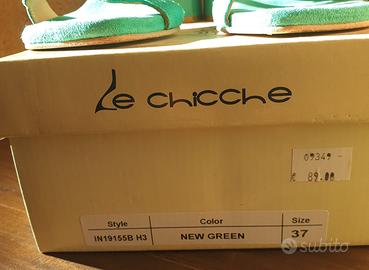 Le chicche
09349 -
€ 89.00
Style Color Size
IN19155B H3 NEW GREEN 37
subito